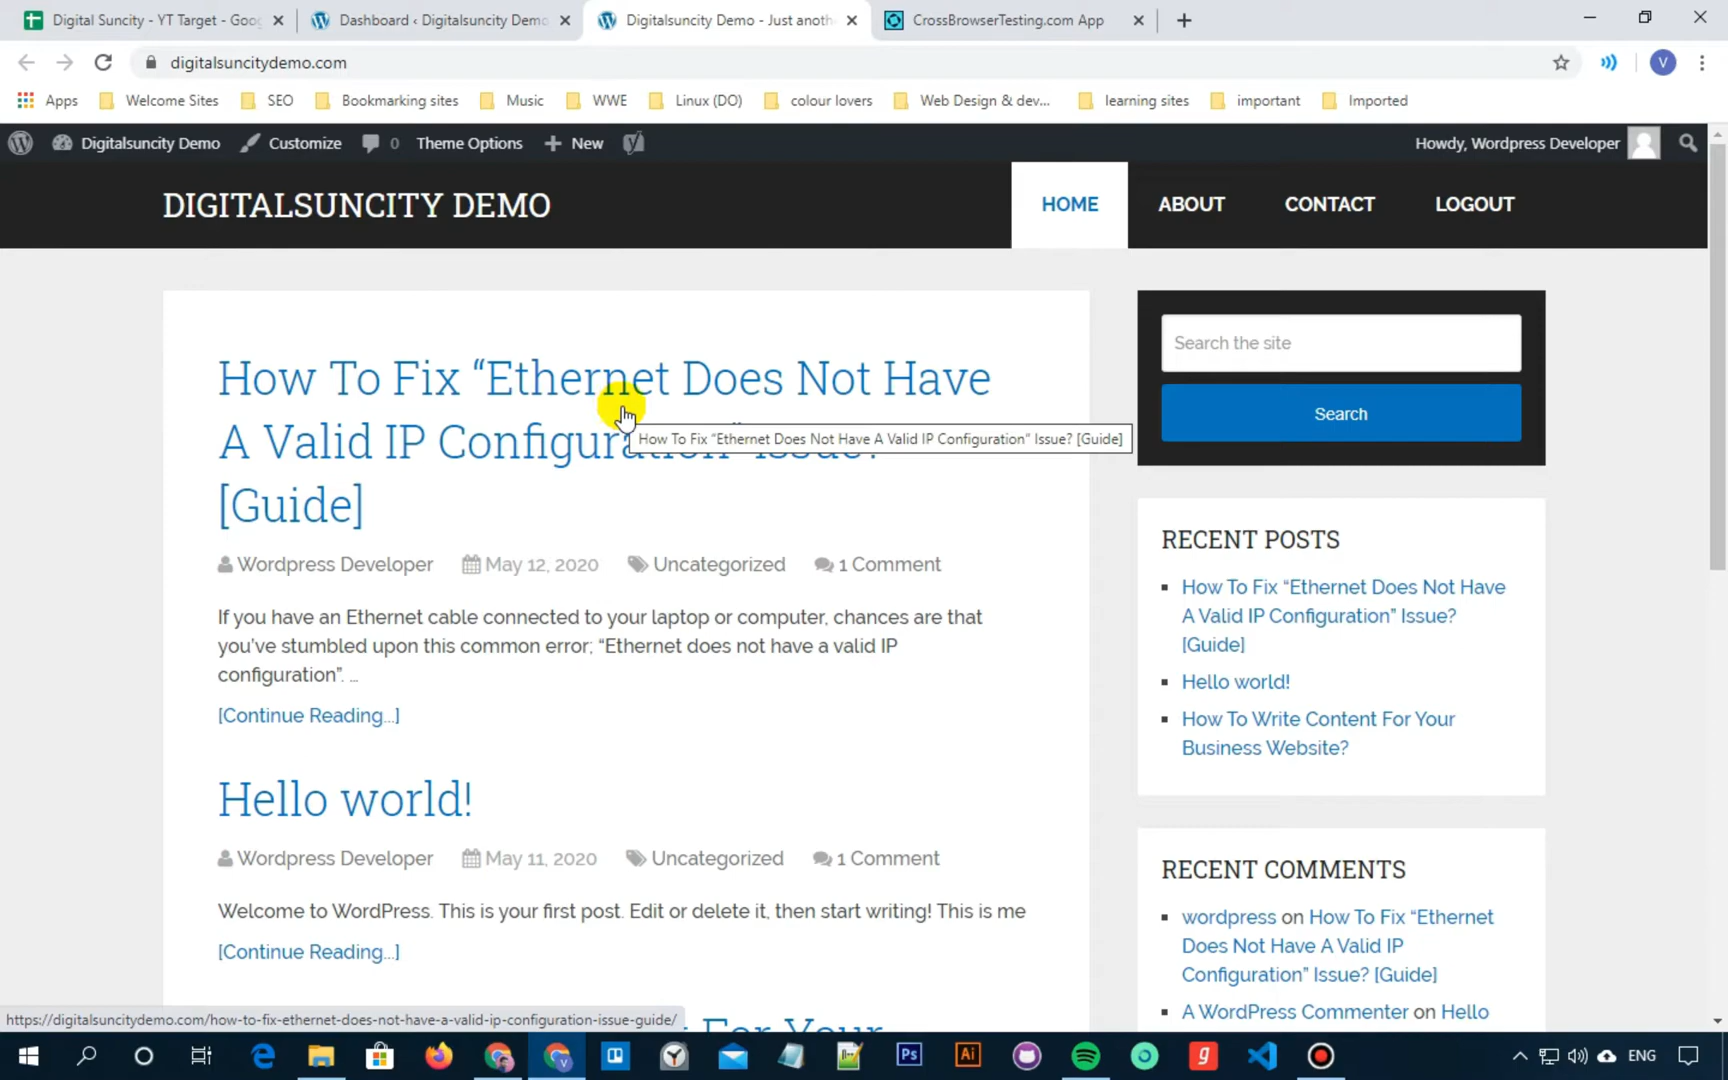 Digital Suncity - YT Target - Goo
Dashboard ‹ Digitalsuncity Demo
Digitalsuncity Demo - Just anoth
CrossBrowserTesting.com App
digitalsuncitydemo.com
V
Apps
Welcome Sites
SEO
Bookmarking sites
Music
WWE
Linux (DO)
colour lovers
Web Design & dev...
learning sites
important
Imported
Digitalsuncity Demo
Customize
0
Theme Options
New
Howdy, Wordpress Developer
DIGITALSUNCITY DEMO
HOME
ABOUT
CONTACT
LOGOUT
How To Fix “Ethernet Does Not Have
A Valid IP Configuration” Issue?
[Guide]
How To Fix “Ethernet Does Not Have A Valid IP Configuration” Issue? [Guide]
Wordpress Developer
May 12, 2020
Uncategorized
1 Comment
If you have an Ethernet cable connected to your laptop or computer, chances are that
you’ve stumbled upon this common error; “Ethernet does not have a valid IP
configuration”. …
[Continue Reading...]
Hello world!
Wordpress Developer
May 11, 2020
Uncategorized
1 Comment
Welcome to WordPress. This is your first post. Edit or delete it, then start writing! This is me
[Continue Reading...]
For Your
Search the site
Search
RECENT POSTS
How To Fix “Ethernet Does Not Have
A Valid IP Configuration” Issue?
[Guide]
Hello world!
How To Write Content For Your
Business Website?
RECENT COMMENTS
wordpress on How To Fix “Ethernet
Does Not Have A Valid IP
Configuration” Issue? [Guide]
A WordPress Commenter on Hello
https://digitalsuncitydemo.com/how-to-fix-ethernet-does-not-have-a-valid-ip-configuration-issue-guide/
V
Ps
Ai
g
ENG